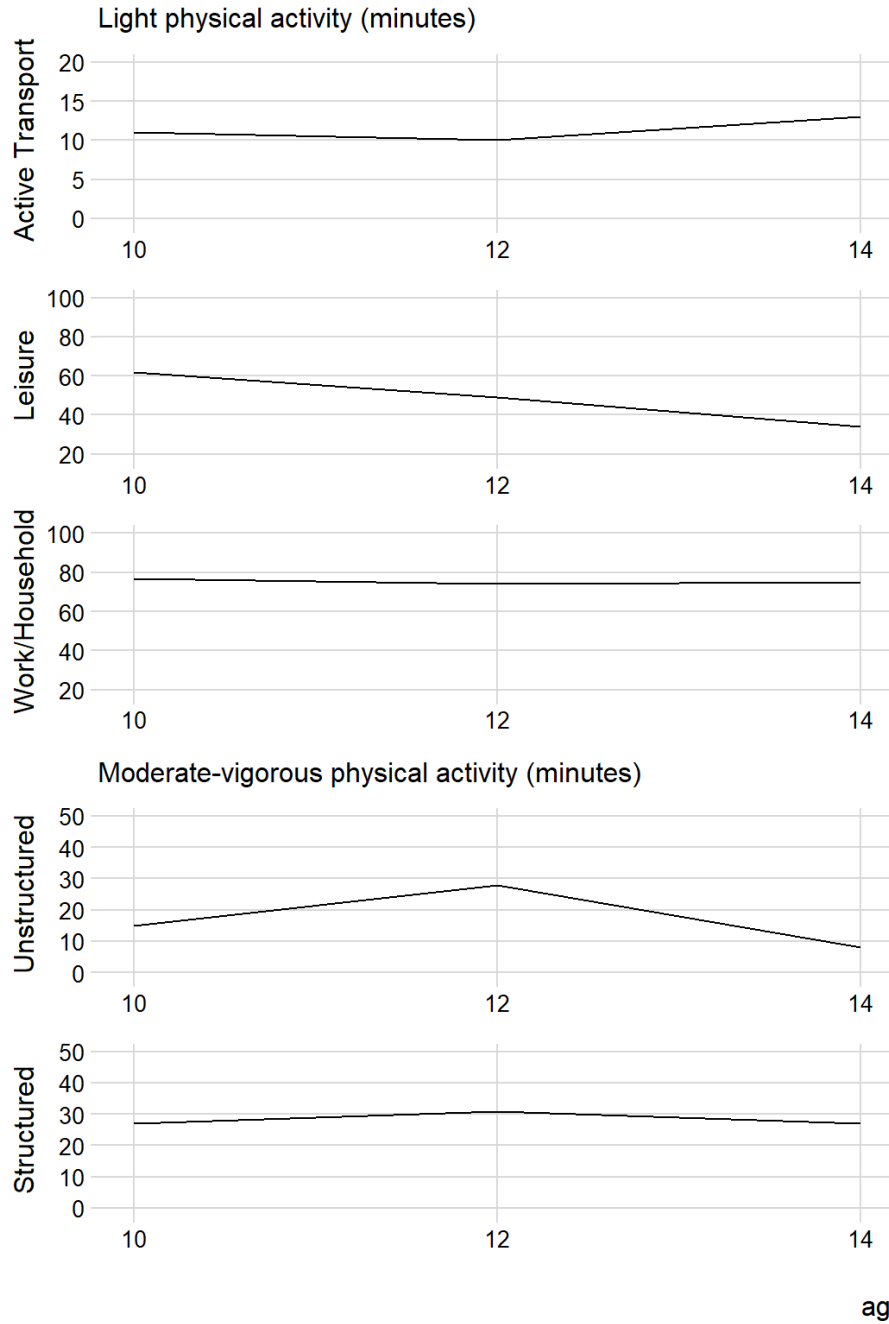 Light physical activity (minutes)
Active Transport
20
15
10
5
0
10 12 14
Leisure
100
80
60
40
20
10 12 14
Work/Household
100
80
60
40
20
10 12 14
Moderate-vigorous physical activity (minutes)
Unstructured
50
40
30
20
10
0
10 12 14
Structured
50
40
30
20
10
0
10 12 14
ag